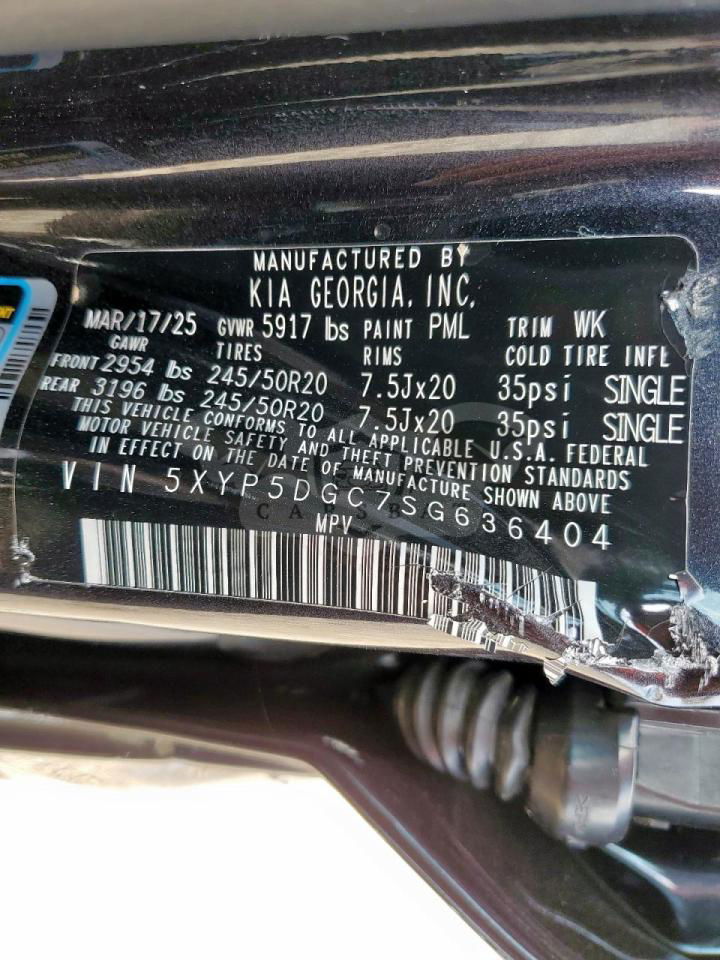 MANUFACTURED BY
KIA GEORGIA, INC.
MAR/17/25 GVWR 5917 lbs PAINT PML TRIM WK
GAWR TIRES RIMS COLD TIRE INFL
FRONT 2954 lbs 245/50R20 7.5Jx20 35psi SINGLE
REAR 3196 lbs 245/50R20 7.5Jx20 35psi SINGLE
THIS VEHICLE CONFORMS TO ALL APPLICABLE U.S.A. FEDERAL
MOTOR VEHICLE SAFETY AND THEFT PREVENTION STANDARDS
IN EFFECT ON THE DATE OF MANUFACTURE SHOWN ABOVE
VIN 5XYP5DGC7SG636404
MPV